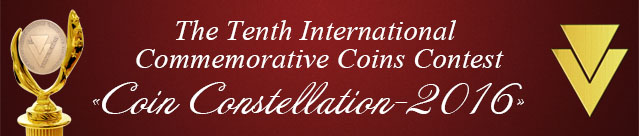 The Tenth International
Commemorative Coins Contest
«Coin Constellation-2016»